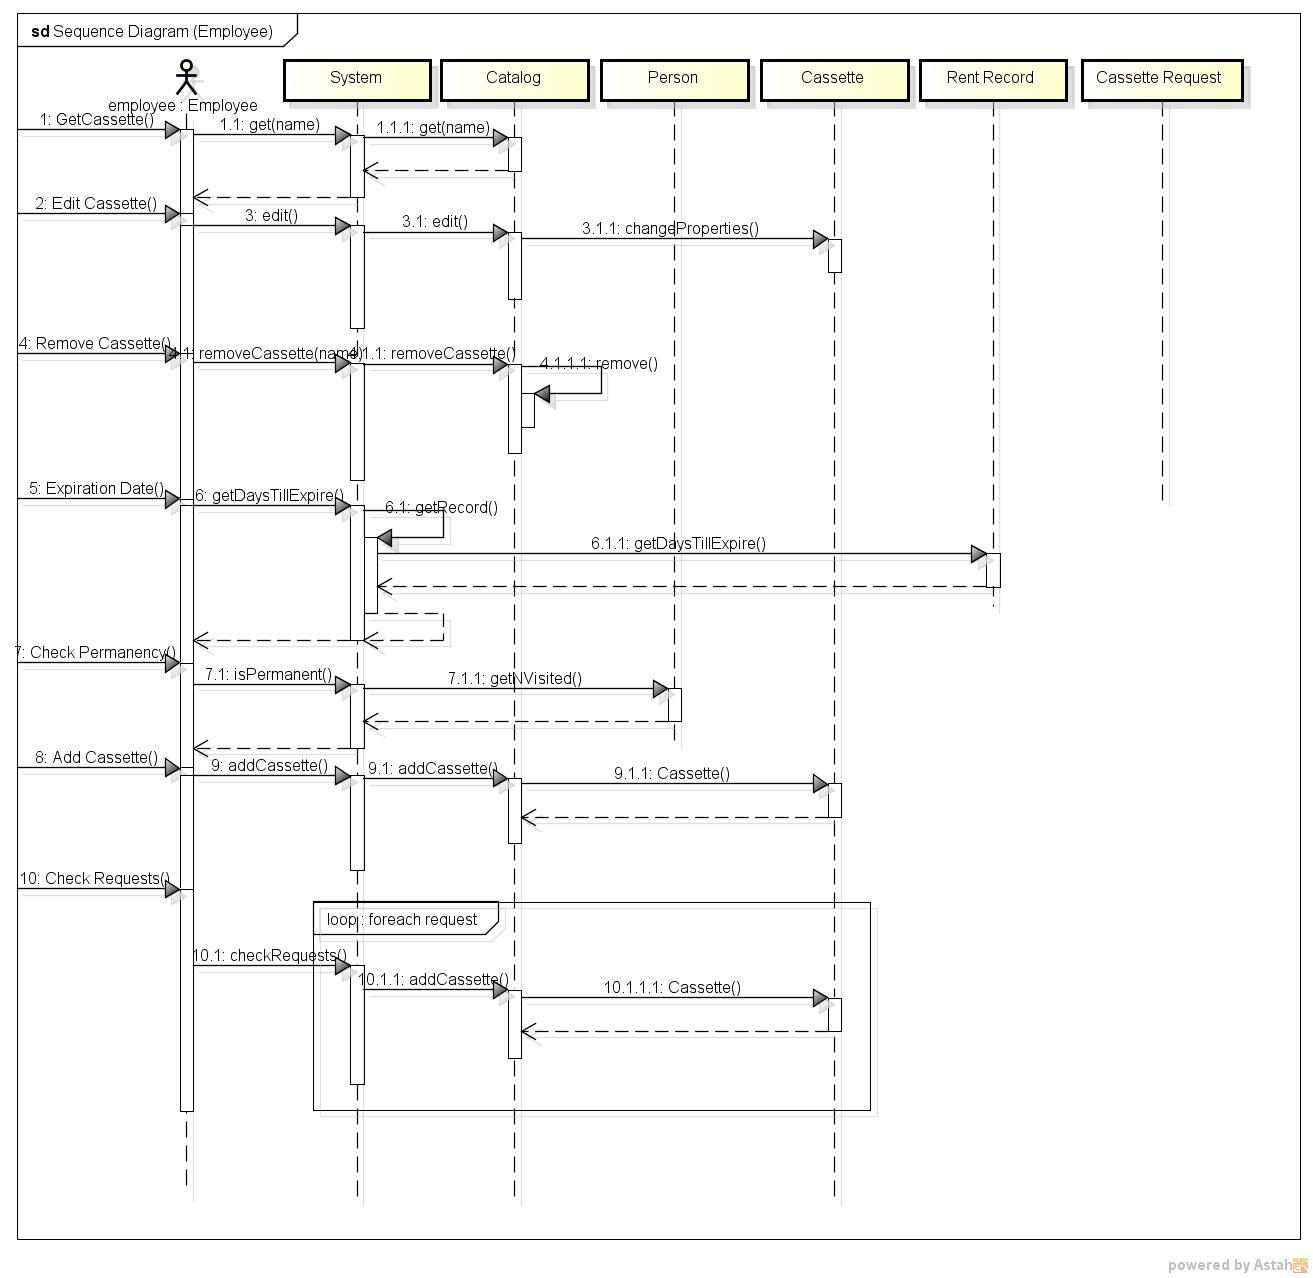 sd Sequence Diagram (Employee)
System
Catalog
Person
Cassette
Rent Record
Cassette Request
employee : Employee
1: GetCassette()
1.1: get(name)
1.1.1: get(name)
2: Edit Cassette()
3: edit()
3.1: edit()
3.1.1: changeProperties()
4: Remove Cassette()
4.1: removeCassette(name)
4.1.1: removeCassette()
4.1.1.1: remove()
5: Expiration Date()
6: getDaysTillExpire()
6.1: getRecord()
6.1.1: getDaysTillExpire()
7: Check Permanency()
7.1: isPermanent()
7.1.1: getNVisited()
8: Add Cassette()
9: addCassette()
9.1: addCassette()
9.1.1: Cassette()
10: Check Requests()
loop : foreach request
10.1: checkRequests()
10.1.1: addCassette()
10.1.1.1: Cassette()
powered by Astah